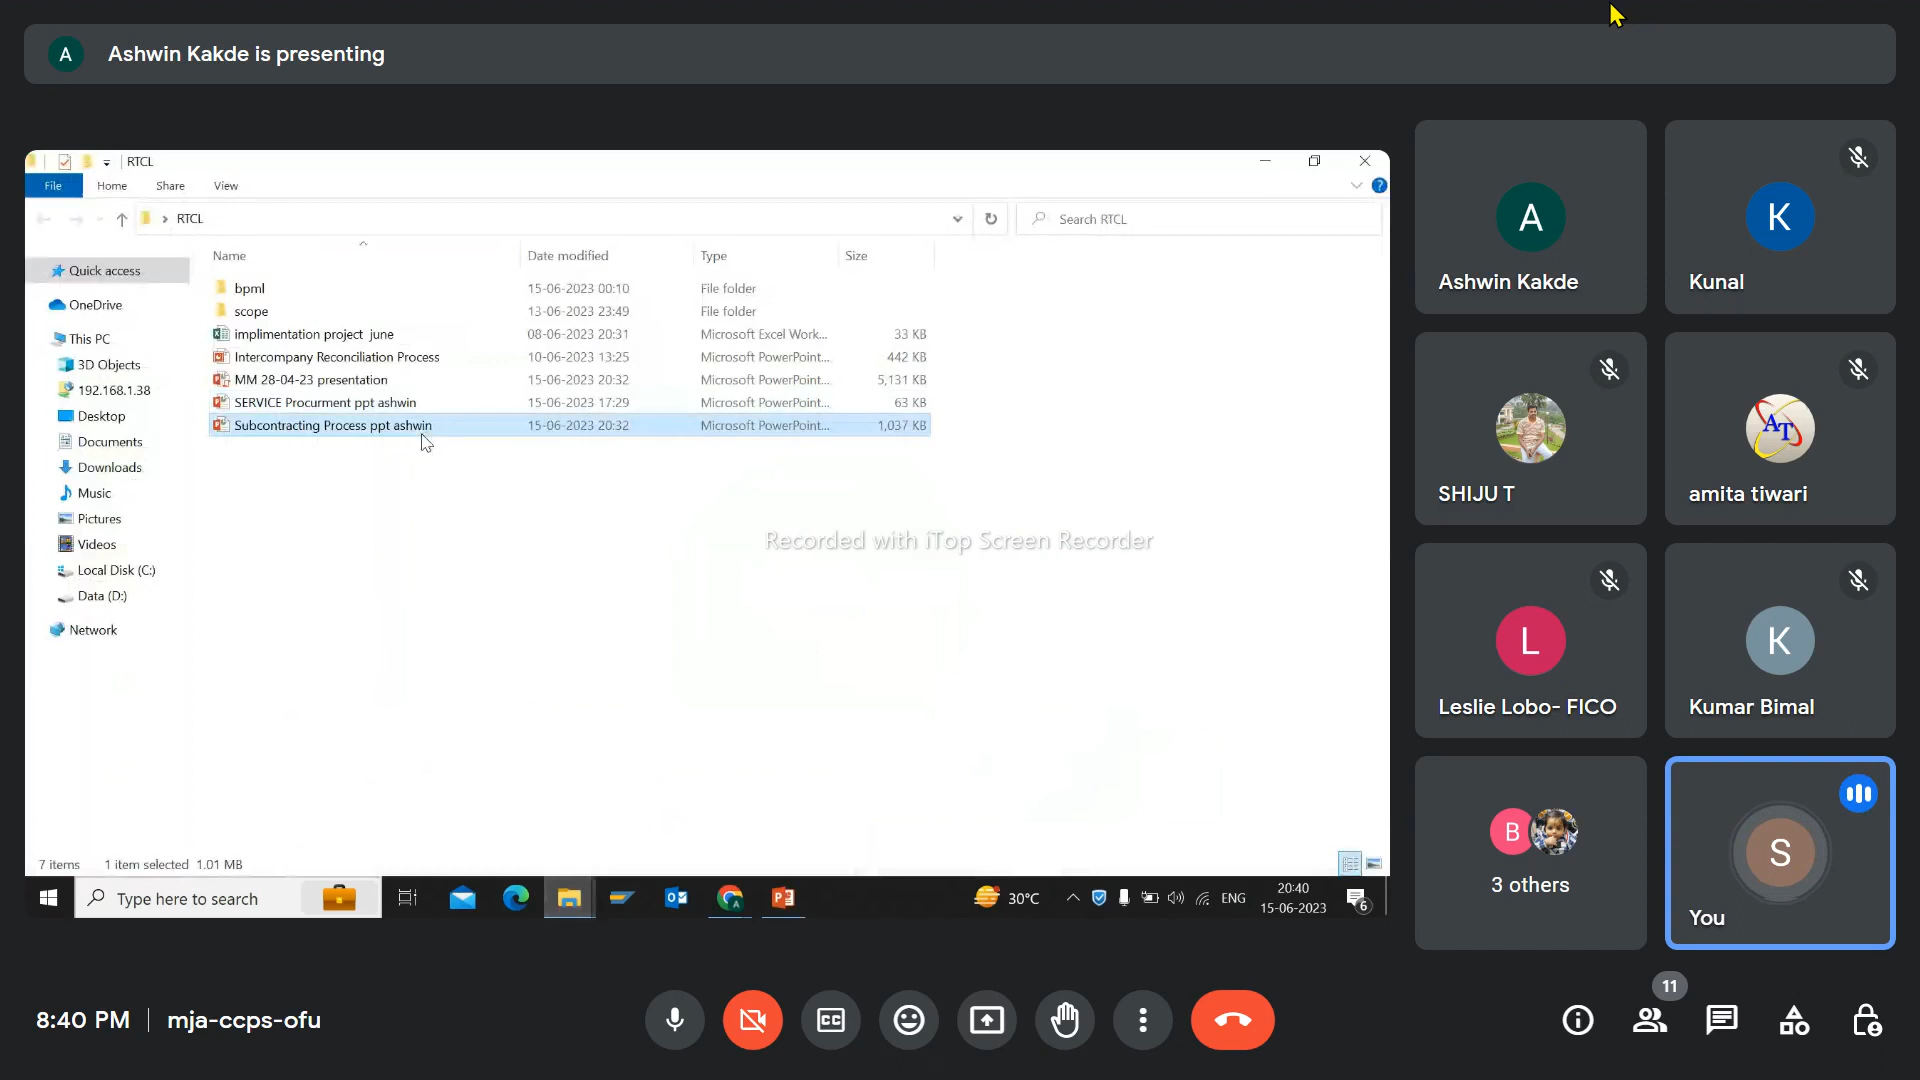 A Ashwin Kakde is presenting
RTCL
File Home Share View
RTCL Search RTCL
Name Date modified Type Size
Quick access
OneDrive
This PC
3D Objects
192.168.1.38
Desktop
Documents
Downloads
Music
Pictures
Videos
Local Disk (C:)
Data (D:)
Network
bpml 15-06-2023 00:10 File folder
scope 13-06-2023 23:49 File folder
implimentation project june 08-06-2023 20:31 Microsoft Excel Work... 33 KB
Intercompany Reconciliation Process 10-06-2023 13:25 Microsoft PowerPoint... 442 KB
MM 28-04-23 presentation 15-06-2023 20:32 Microsoft PowerPoint... 5,131 KB
SERVICE Procurment ppt ashwin 15-06-2023 17:29 Microsoft PowerPoint... 63 KB
Subcontracting Process ppt ashwin 15-06-2023 20:32 Microsoft PowerPoint... 1,037 KB
Recorded with iTop Screen Recorder
7 items 1 item selected 1.01 MB
Type here to search 30°C ENG 20:40
15-06-2023 6
A
Ashwin Kakde
K
Kunal
SHIJU T
AT
amita tiwari
L
Leslie Lobo- FICO
K
Kumar Bimal
B
3 others
S
You
8:40 PM mja-ccps-ofu CC 11